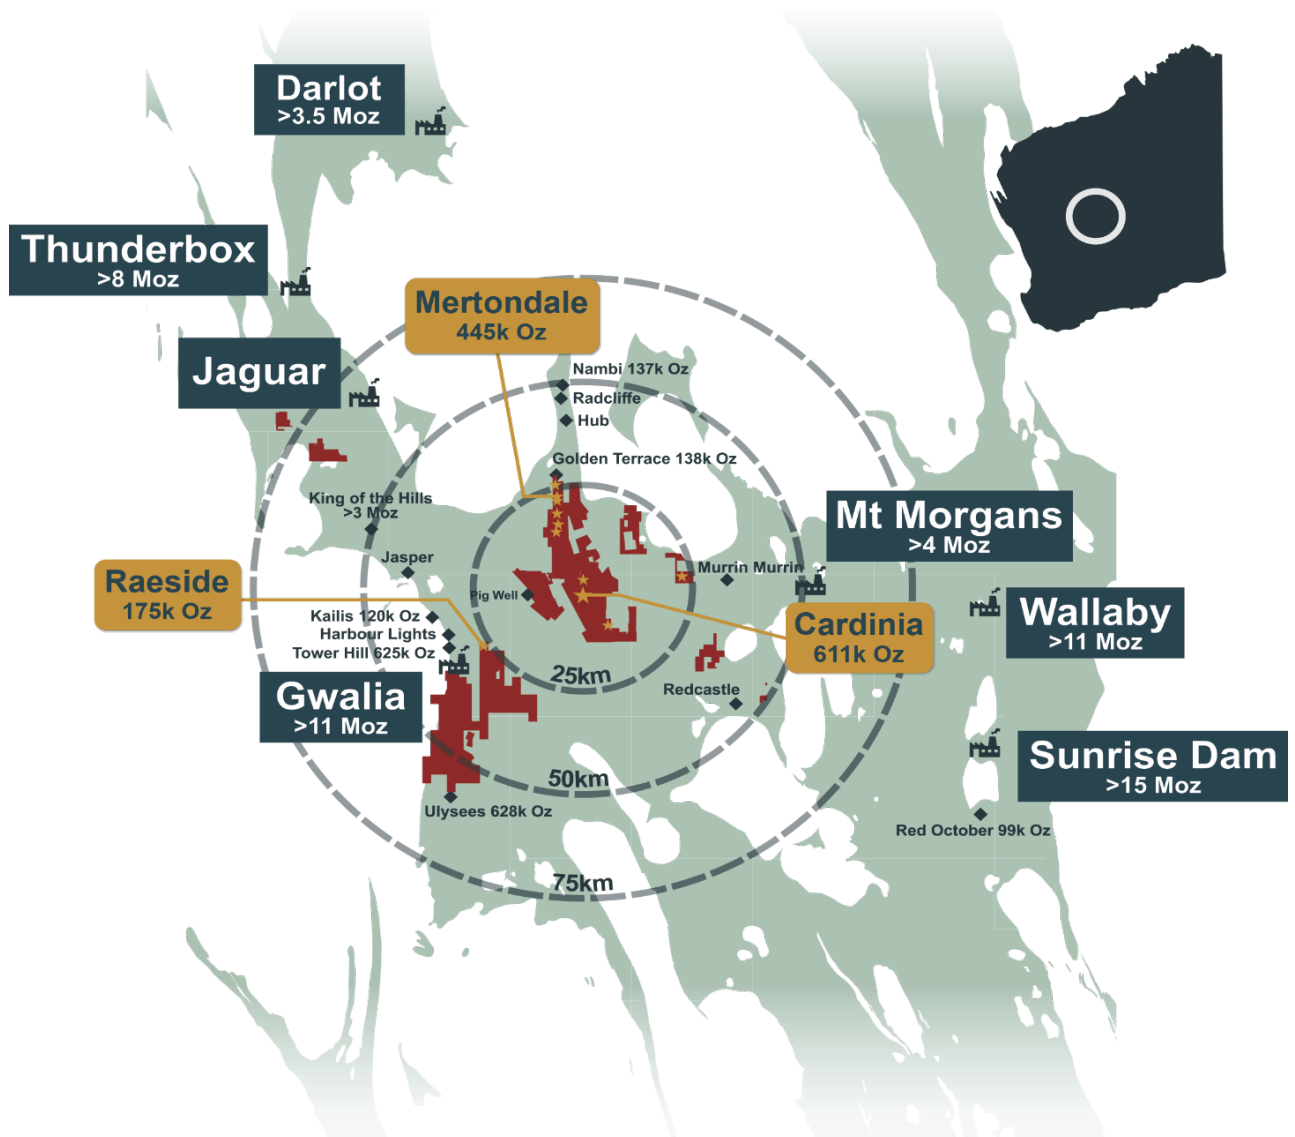 Darlot
>3.5 Moz
Thunderbox
>8 Moz
Mertondale
445k Oz
Jaguar
Nambi 137k Oz
Radcliffe
Hub
Golden Terrace 138k Oz
King of the Hills
>3 Moz
Mt Morgans
>4 Moz
Jasper
Murrin Murrin
Raeside
175k Oz
Pig Well
Kailis 120k Oz
Harbour Lights
Tower Hill 625k Oz
Cardinia
611k Oz
Wallaby
>11 Moz
25km
Gwalia
>11 Moz
Redcastle
Sunrise Dam
>15 Moz
50km
Ulysees 628k Oz
Red October 99k Oz
75km